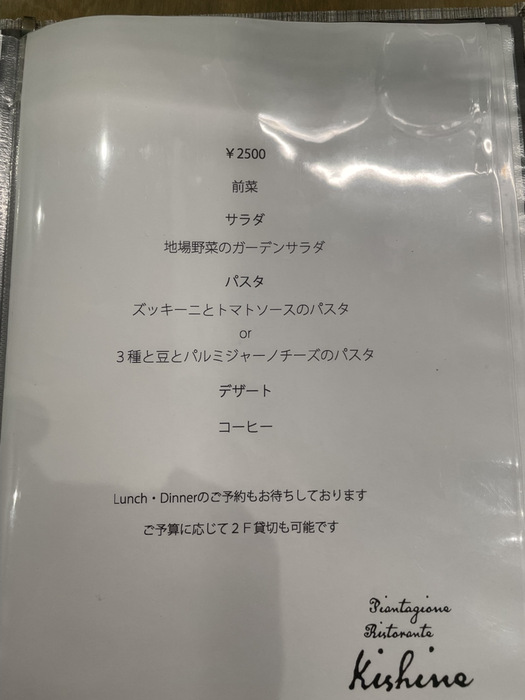 ￥2500
前菜
サラダ
地場野菜のガーデンサラダ
パスタ
ズッキーニとトマトソースのパスタ
or
３種と豆とパルミジャーノチーズのパスタ
デザート
コーヒー
Lunch・Dinnerのご予約もお待ちしております
ご予算に応じて２Ｆ貸切も可能です
Piantagione
Ristorante
Kishino